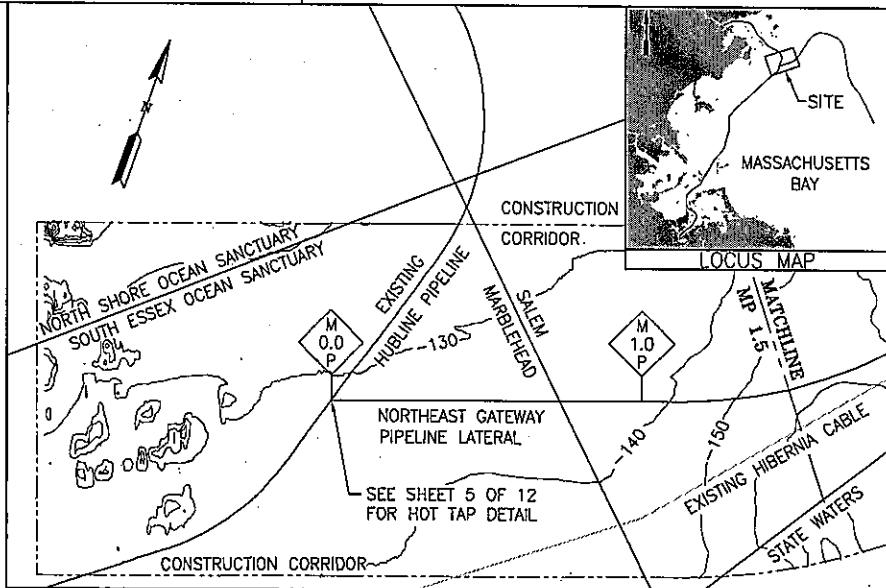 N
SITE
MASSACHUSETTS
BAY
LOCUS MAP
CONSTRUCTION
CORRIDOR
NORTH SHORE OCEAN SANCTUARY
SOUTH ESSEX OCEAN SANCTUARY
EXISTING
HUBLINE PIPELINE
SALEM
MARBLEHEAD
MATCHLINE
MP 1.5
M
0.0
P
-130
M
1.0
P
NORTHEAST GATEWAY
PIPELINE LATERAL
-140
-150
EXISTING HIBERNIA CABLE
SEE SHEET 5 OF 12
FOR HOT TAP DETAIL
STATE WATERS
CONSTRUCTION CORRIDOR